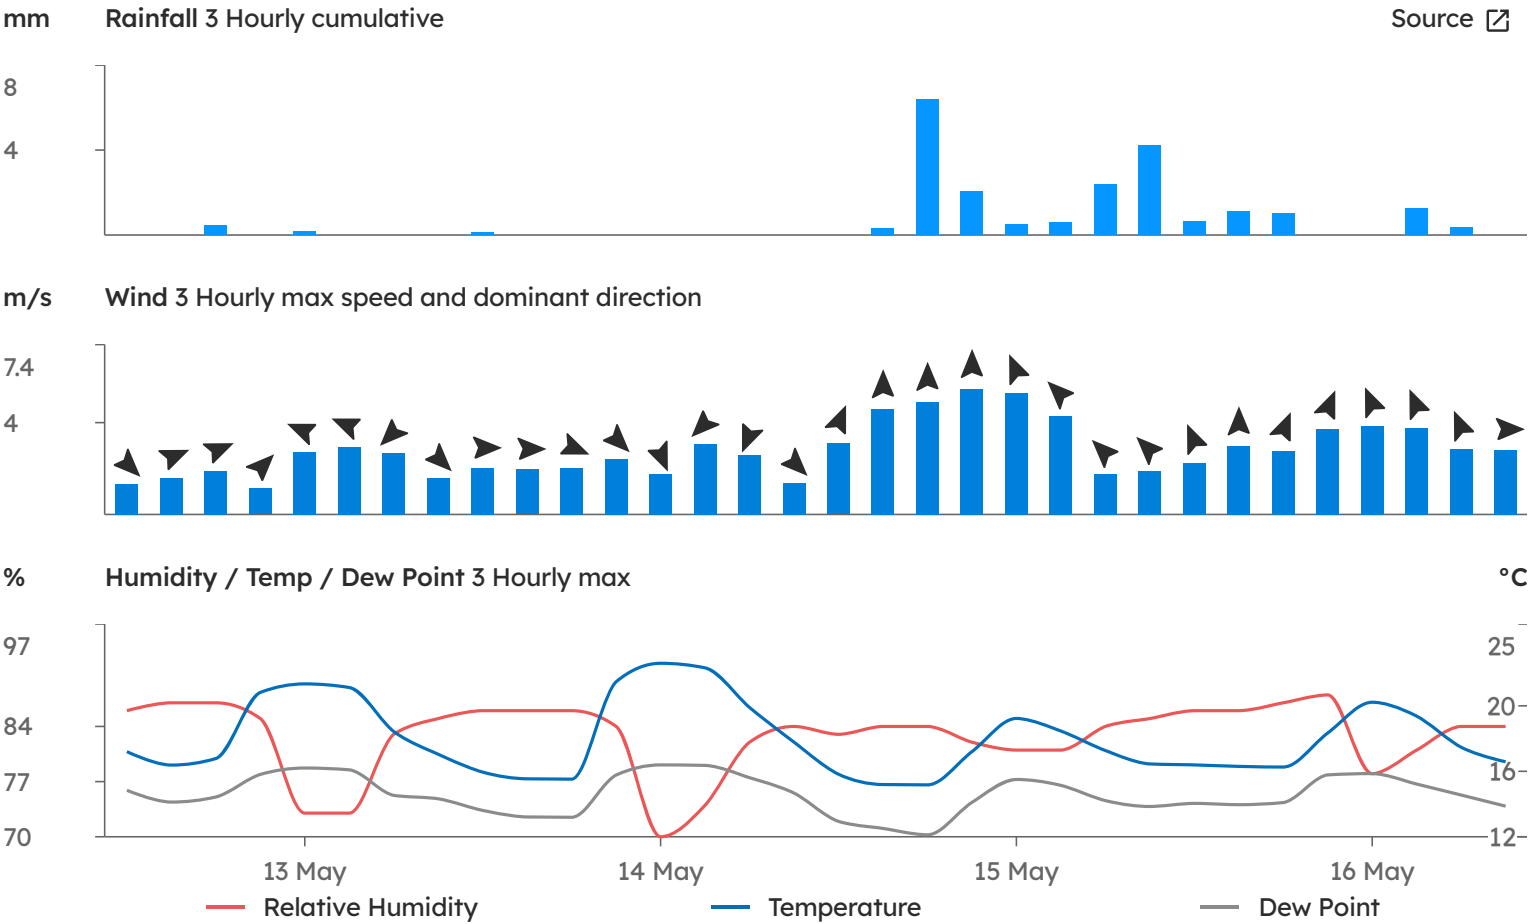 mm Rainfall 3 Hourly cumulative Source
8
4
m/s Wind 3 Hourly max speed and dominant direction
7.4
4
% Humidity / Temp / Dew Point 3 Hourly max °C
97 25
84 20
77 16
70 12
13 May 14 May 15 May 16 May
Relative Humidity Temperature Dew Point